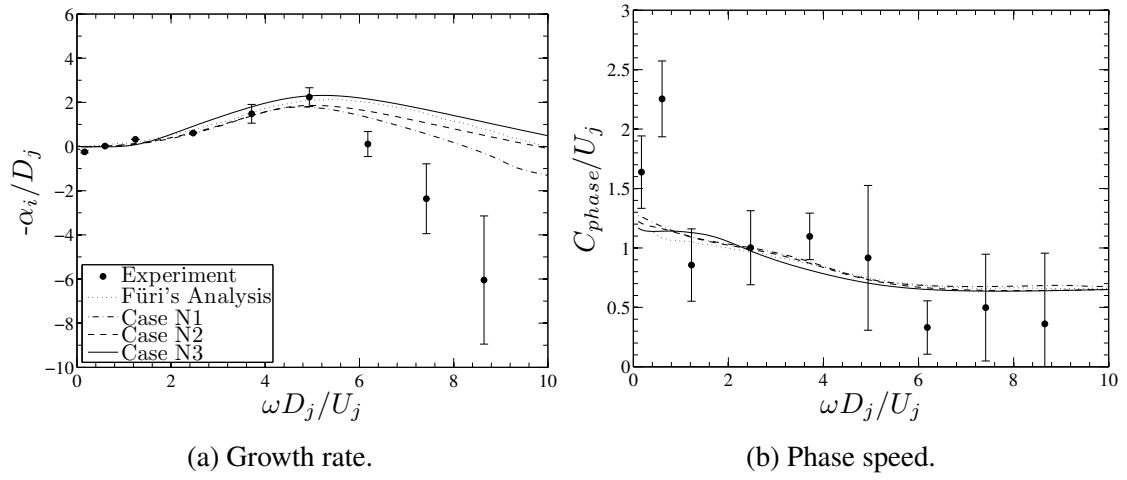 6
4
2
0
−2
−4
−6
−8
−10
-α_i/D_j
Experiment
Füri's Analysis
Case N1
Case N2
Case N3
0 2 4 6 8 10
ωD_j/U_j
(a) Growth rate.
3
2.5
2
1.5
1
0.5
0
C_{phase}/U_j
0 2 4 6 8 10
ωD_j/U_j
(b) Phase speed.